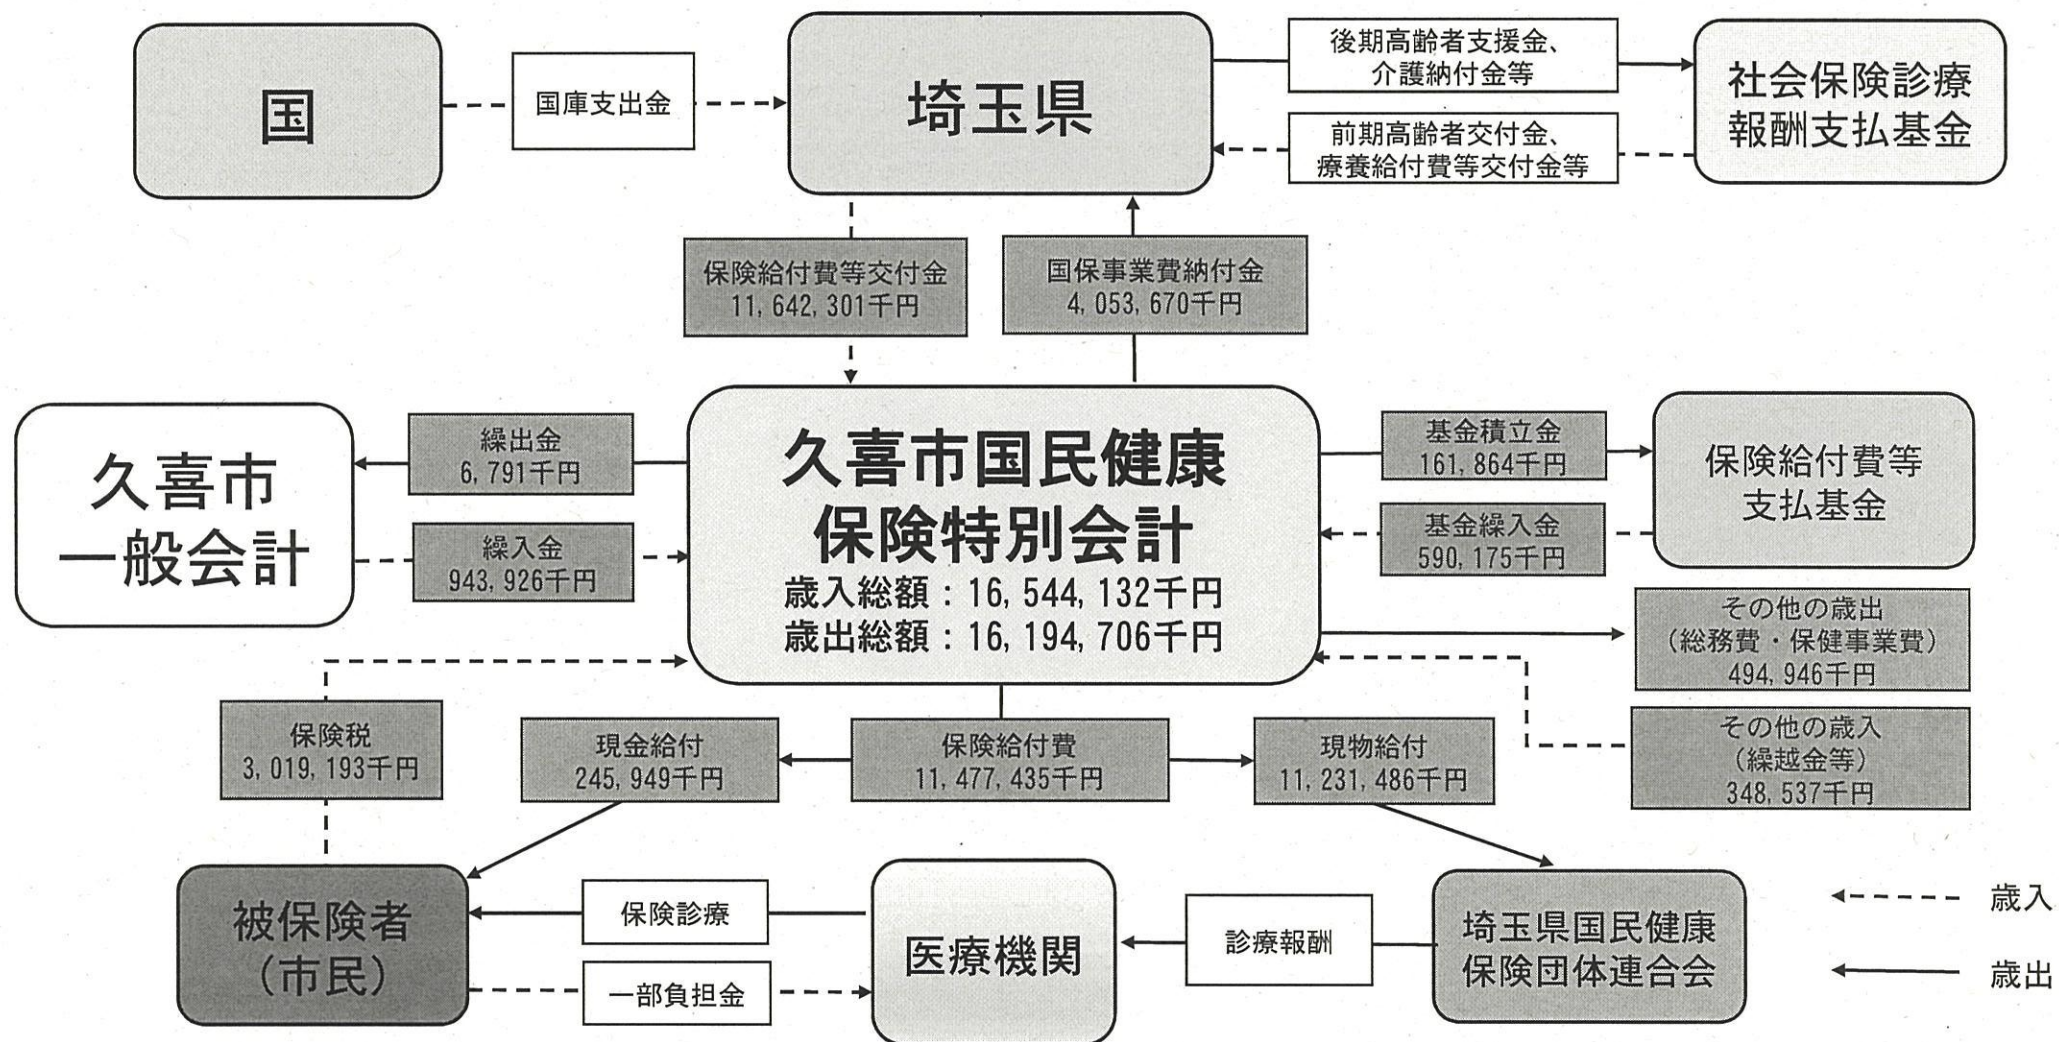 国
国庫支出金
埼玉県
後期高齢者支援金、
介護納付金等
前期高齢者交付金、
療養給付費等交付金等
社会保険診療
報酬支払基金
保険給付費等交付金
11,642,301千円
国保事業費納付金
4,053,670千円
久喜市
一般会計
繰出金
6,791千円
繰入金
943,926千円
久喜市国民健康
保険特別会計
歳入総額：16,544,132千円
歳出総額：16,194,706千円
基金積立金
161,864千円
基金繰入金
590,175千円
保険給付費等
支払基金
その他の歳出
（総務費・保健事業費）
494,946千円
その他の歳入
（繰越金等）
348,537千円
保険税
3,019,193千円
現金給付
245,949千円
保険給付費
11,477,435千円
現物給付
11,231,486千円
被保険者
（市民）
保険診療
一部負担金
医療機関
診療報酬
埼玉県国民健康
保険団体連合会
歳入
歳出